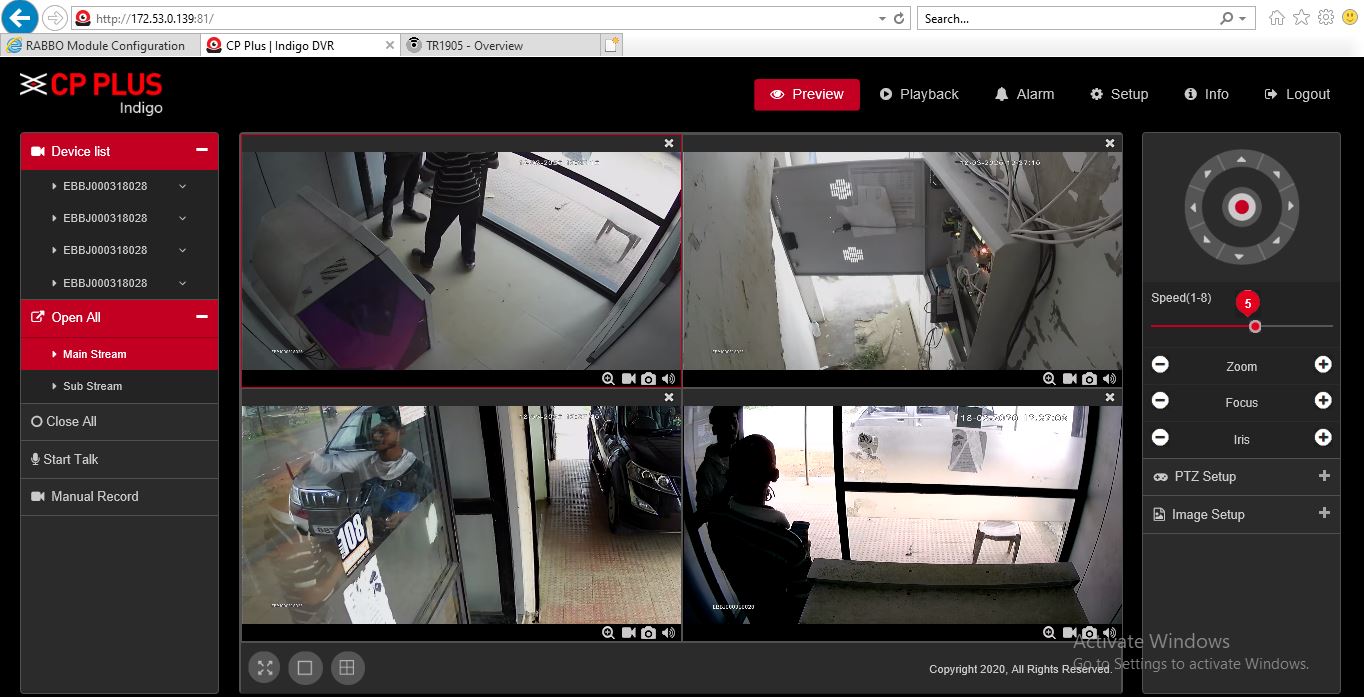 http://172.53.0.139:81/
Search...
RABBO Module Configuration
CP Plus | Indigo DVR
TR1905 - Overview
CP PLUS
Indigo
Preview
Playback
Alarm
Setup
Info
Logout
Device list
EBBJ000318028
EBBJ000318028
EBBJ000318028
EBBJ000318028
Open All
Main Stream
Sub Stream
Close All
Start Talk
Manual Record
108
Speed(1-8)
5
Zoom
Focus
Iris
PTZ Setup
Image Setup
Copyright 2020, All Rights Reserved.
Activate Windows
Go to Settings to activate Windows.